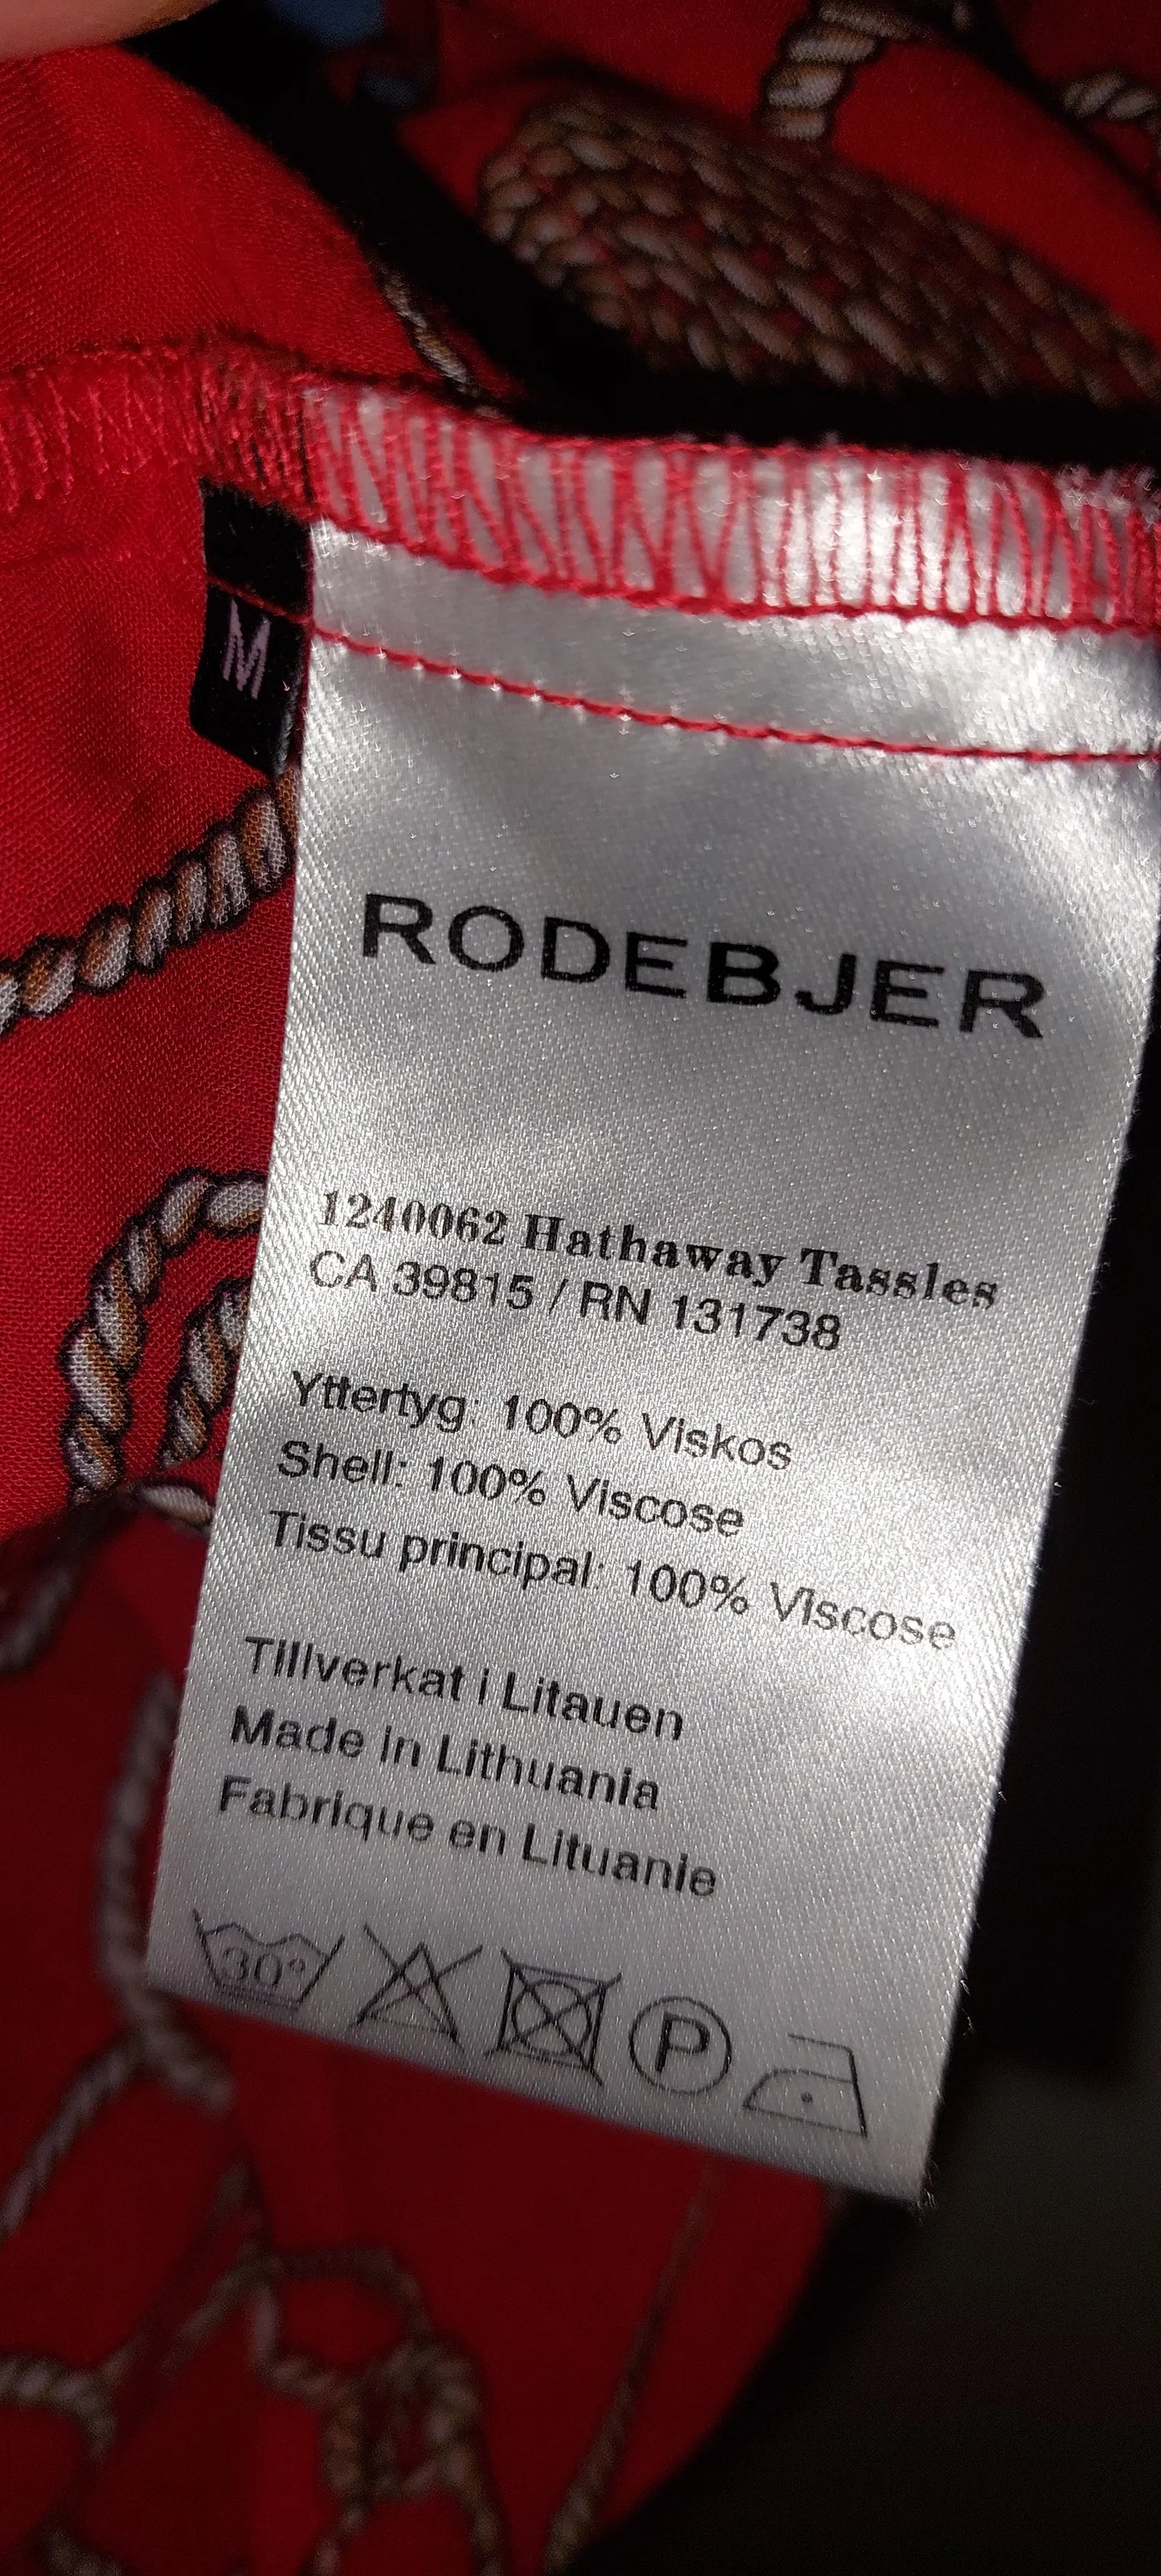 M
RODEBJER
1240062 Hathaway Tassles
CA 39815 / RN 131738
Yttertyg: 100% Viskos
Shell: 100% Viscose
Tissu principal: 100% Viscose
Tillverkat i Litauen
Made in Lithuania
Fabrique en Lituanie
30° P